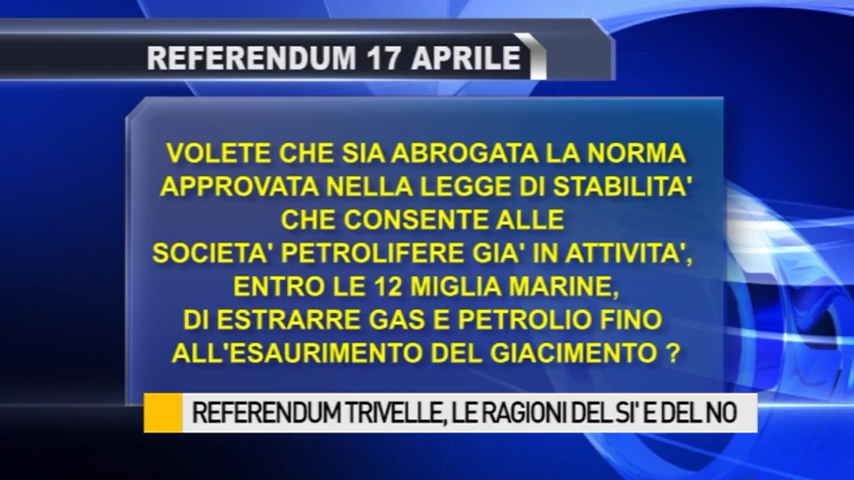 REFERENDUM 17 APRILE
VOLETE CHE SIA ABROGATA LA NORMA
APPROVATA NELLA LEGGE DI STABILITA'
CHE CONSENTE ALLE
SOCIETA' PETROLIFERE GIA' IN ATTIVITA',
ENTRO LE 12 MIGLIA MARINE,
DI ESTRARRE GAS E PETROLIO FINO
ALL'ESAURIMENTO DEL GIACIMENTO ?
REFERENDUM TRIVELLE, LE RAGIONI DEL SI' E DEL NO